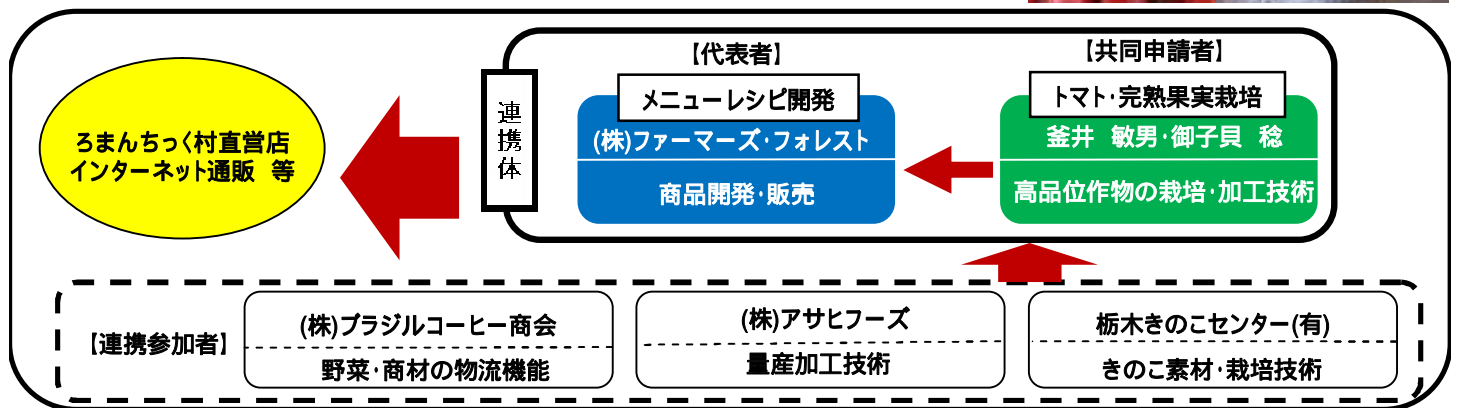 【代表者】
【共同申請者】
メニューレシピ開発
トマト・完熟果実栽培
連携体
(株)ファーマーズ・フォレスト
釜井　敏男・御子貝　稔
商品開発・販売
高品位作物の栽培・加工技術
ろまんちっく村直営店
インターネット通販　等
【連携参加者】
(株)ブラジルコーヒー商会
野菜・商材の物流機能
(株)アサヒフーズ
量産加工技術
栃木きのこセンター(有)
きのこ素材・栽培技術